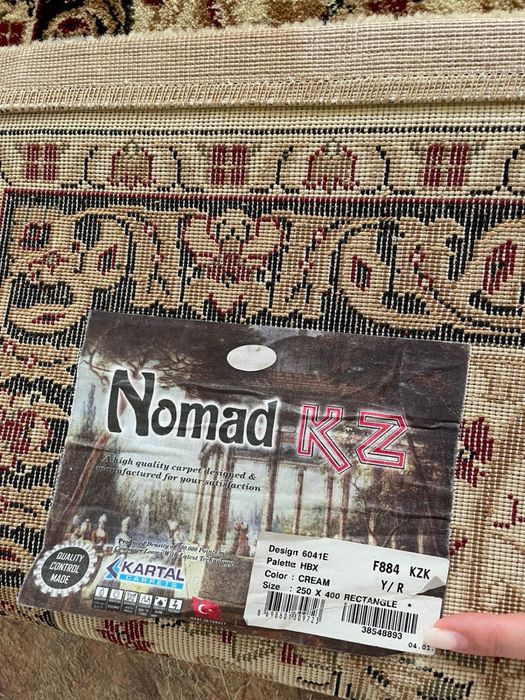 Nomad KZ
A high quality carpet designed &
manufactured for your satisfaction
QUALITY
CONTROL
MADE
KARTAL
CARPETS
Design 6041E
Palette HBX
Color : CREAM
Size : 250 X 400 RECTANGLE *
F884 KZK
Y/R
38548893
04.01